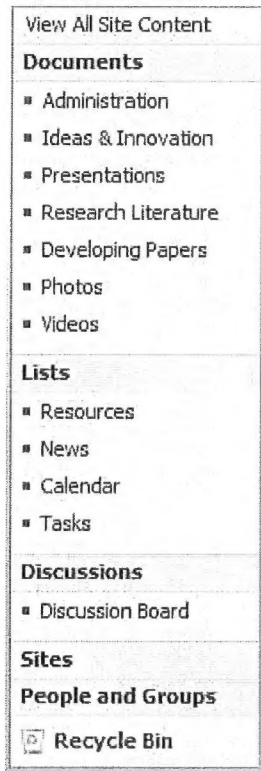 View All Site Content
Documents
Administration
Ideas & Innovation
Presentations
Research Literature
Developing Papers
Photos
Videos
Lists
Resources
News
Calendar
Tasks
Discussions
Discussion Board
Sites
People and Groups
Recycle Bin